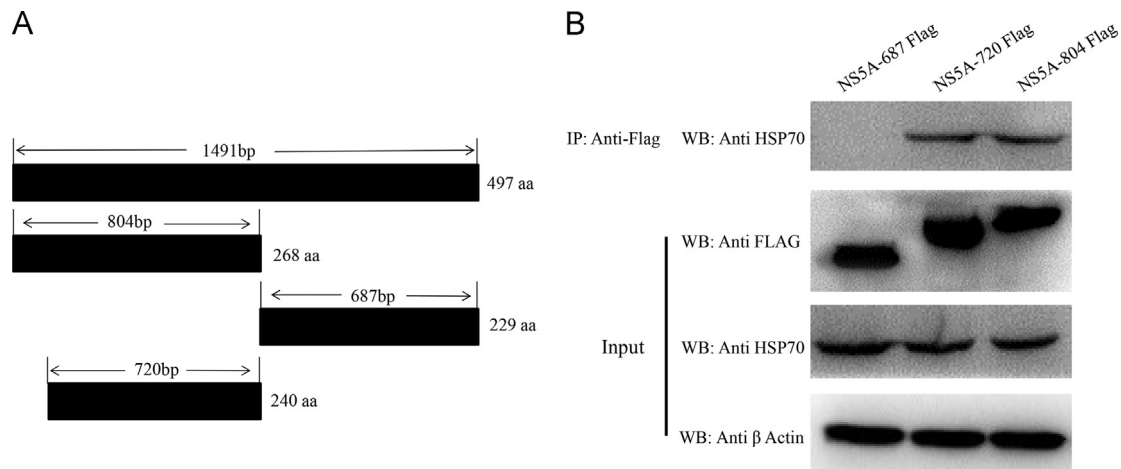 A
1491bp
497 aa
804bp
268 aa
687bp
229 aa
720bp
240 aa
B
NS5A-687 Flag
NS5A-720 Flag
NS5A-804 Flag
IP: Anti-Flag WB: Anti HSP70
WB: Anti FLAG
Input
WB: Anti HSP70
WB: Anti β Actin